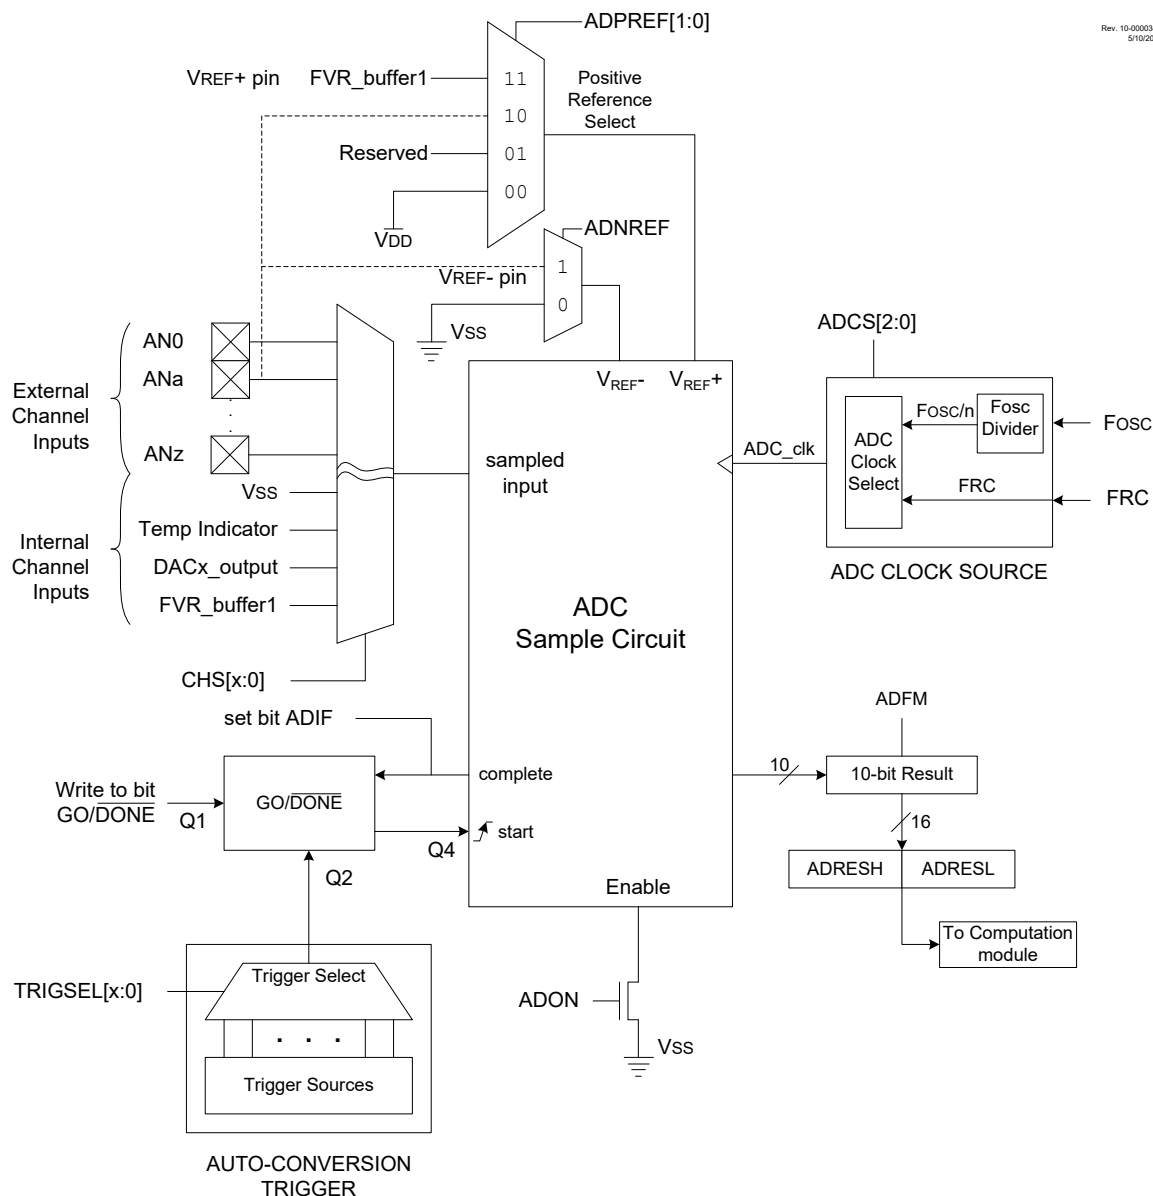 ADPREF[1:0]
Rev. 10-00003
5/10/20
VREF+ pin
FVR_buffer1
11
Positive
Reference
Select
10
Reserved
01
00
VDD
ADNREF
VREF- pin
1
0
VSS
ADCS[2:0]
External
Channel
Inputs
AN0
ANa
.
.
.
ANz
VREF-
VREF+
ADC
Clock
Select
FOSC/n
Fosc
Divider
FOSC
FRC
FRC
ADC_clk
ADC CLOCK SOURCE
sampled
input
Internal
Channel
Inputs
VSS
Temp Indicator
DACx_output
FVR_buffer1
ADC
Sample Circuit
CHS[x:0]
set bit ADIF
ADFM
Write to bit
GO/DONE
Q1
GO/DONE
complete
10
10-bit Result
Q4
start
16
Q2
Enable
ADRESH
ADRESL
To Computation
module
TRIGSEL[x:0]
Trigger Select
. . .
Trigger Sources
ADON
VSS
AUTO-CONVERSION
TRIGGER